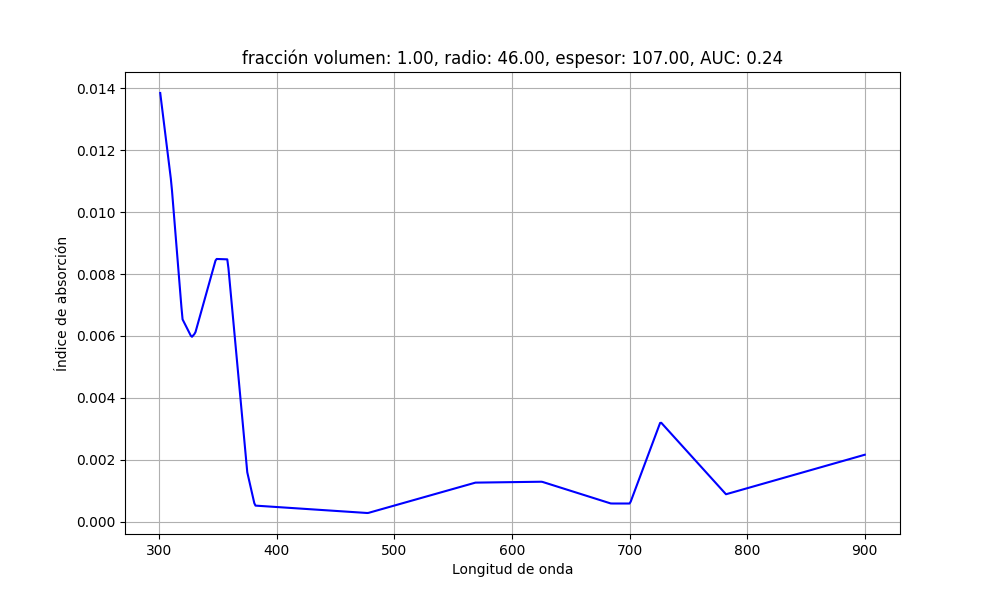 fracción volumen: 1.00, radio: 46.00, espesor: 107.00, AUC: 0.24
0.014
0.012
0.010
0.008
0.006
0.004
0.002
0.000
Índice de absorción
300 400 500 600 700 800 900
Longitud de onda